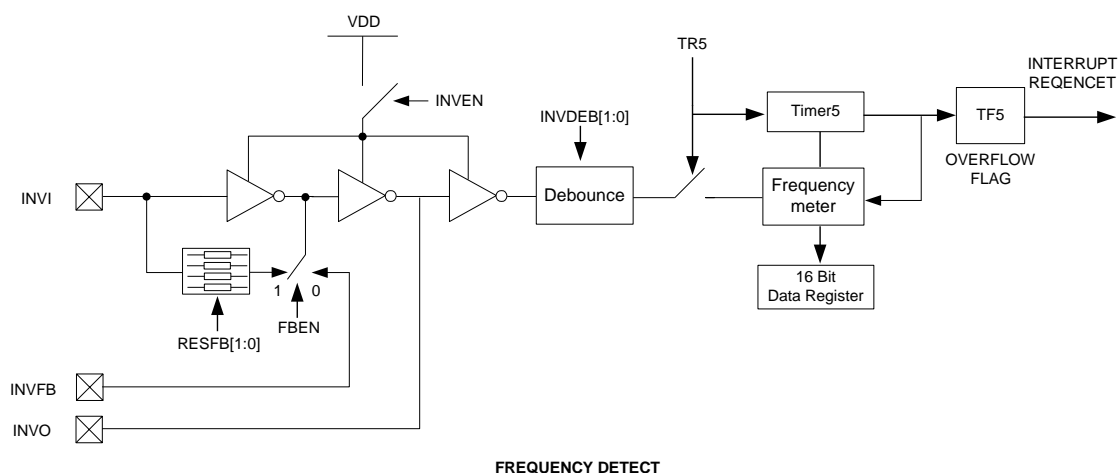 VDD
TR5
INTERRUPT
REQENCET
INVEN
INVDEB[1:0]
Timer5
TF5
OVERFLOW
FLAG
INVI
Debounce
Frequency
meter
1 0
FBEN
RESFB[1:0]
16 Bit
Data Register
INVFB
INVO
FREQUENCY DETECT